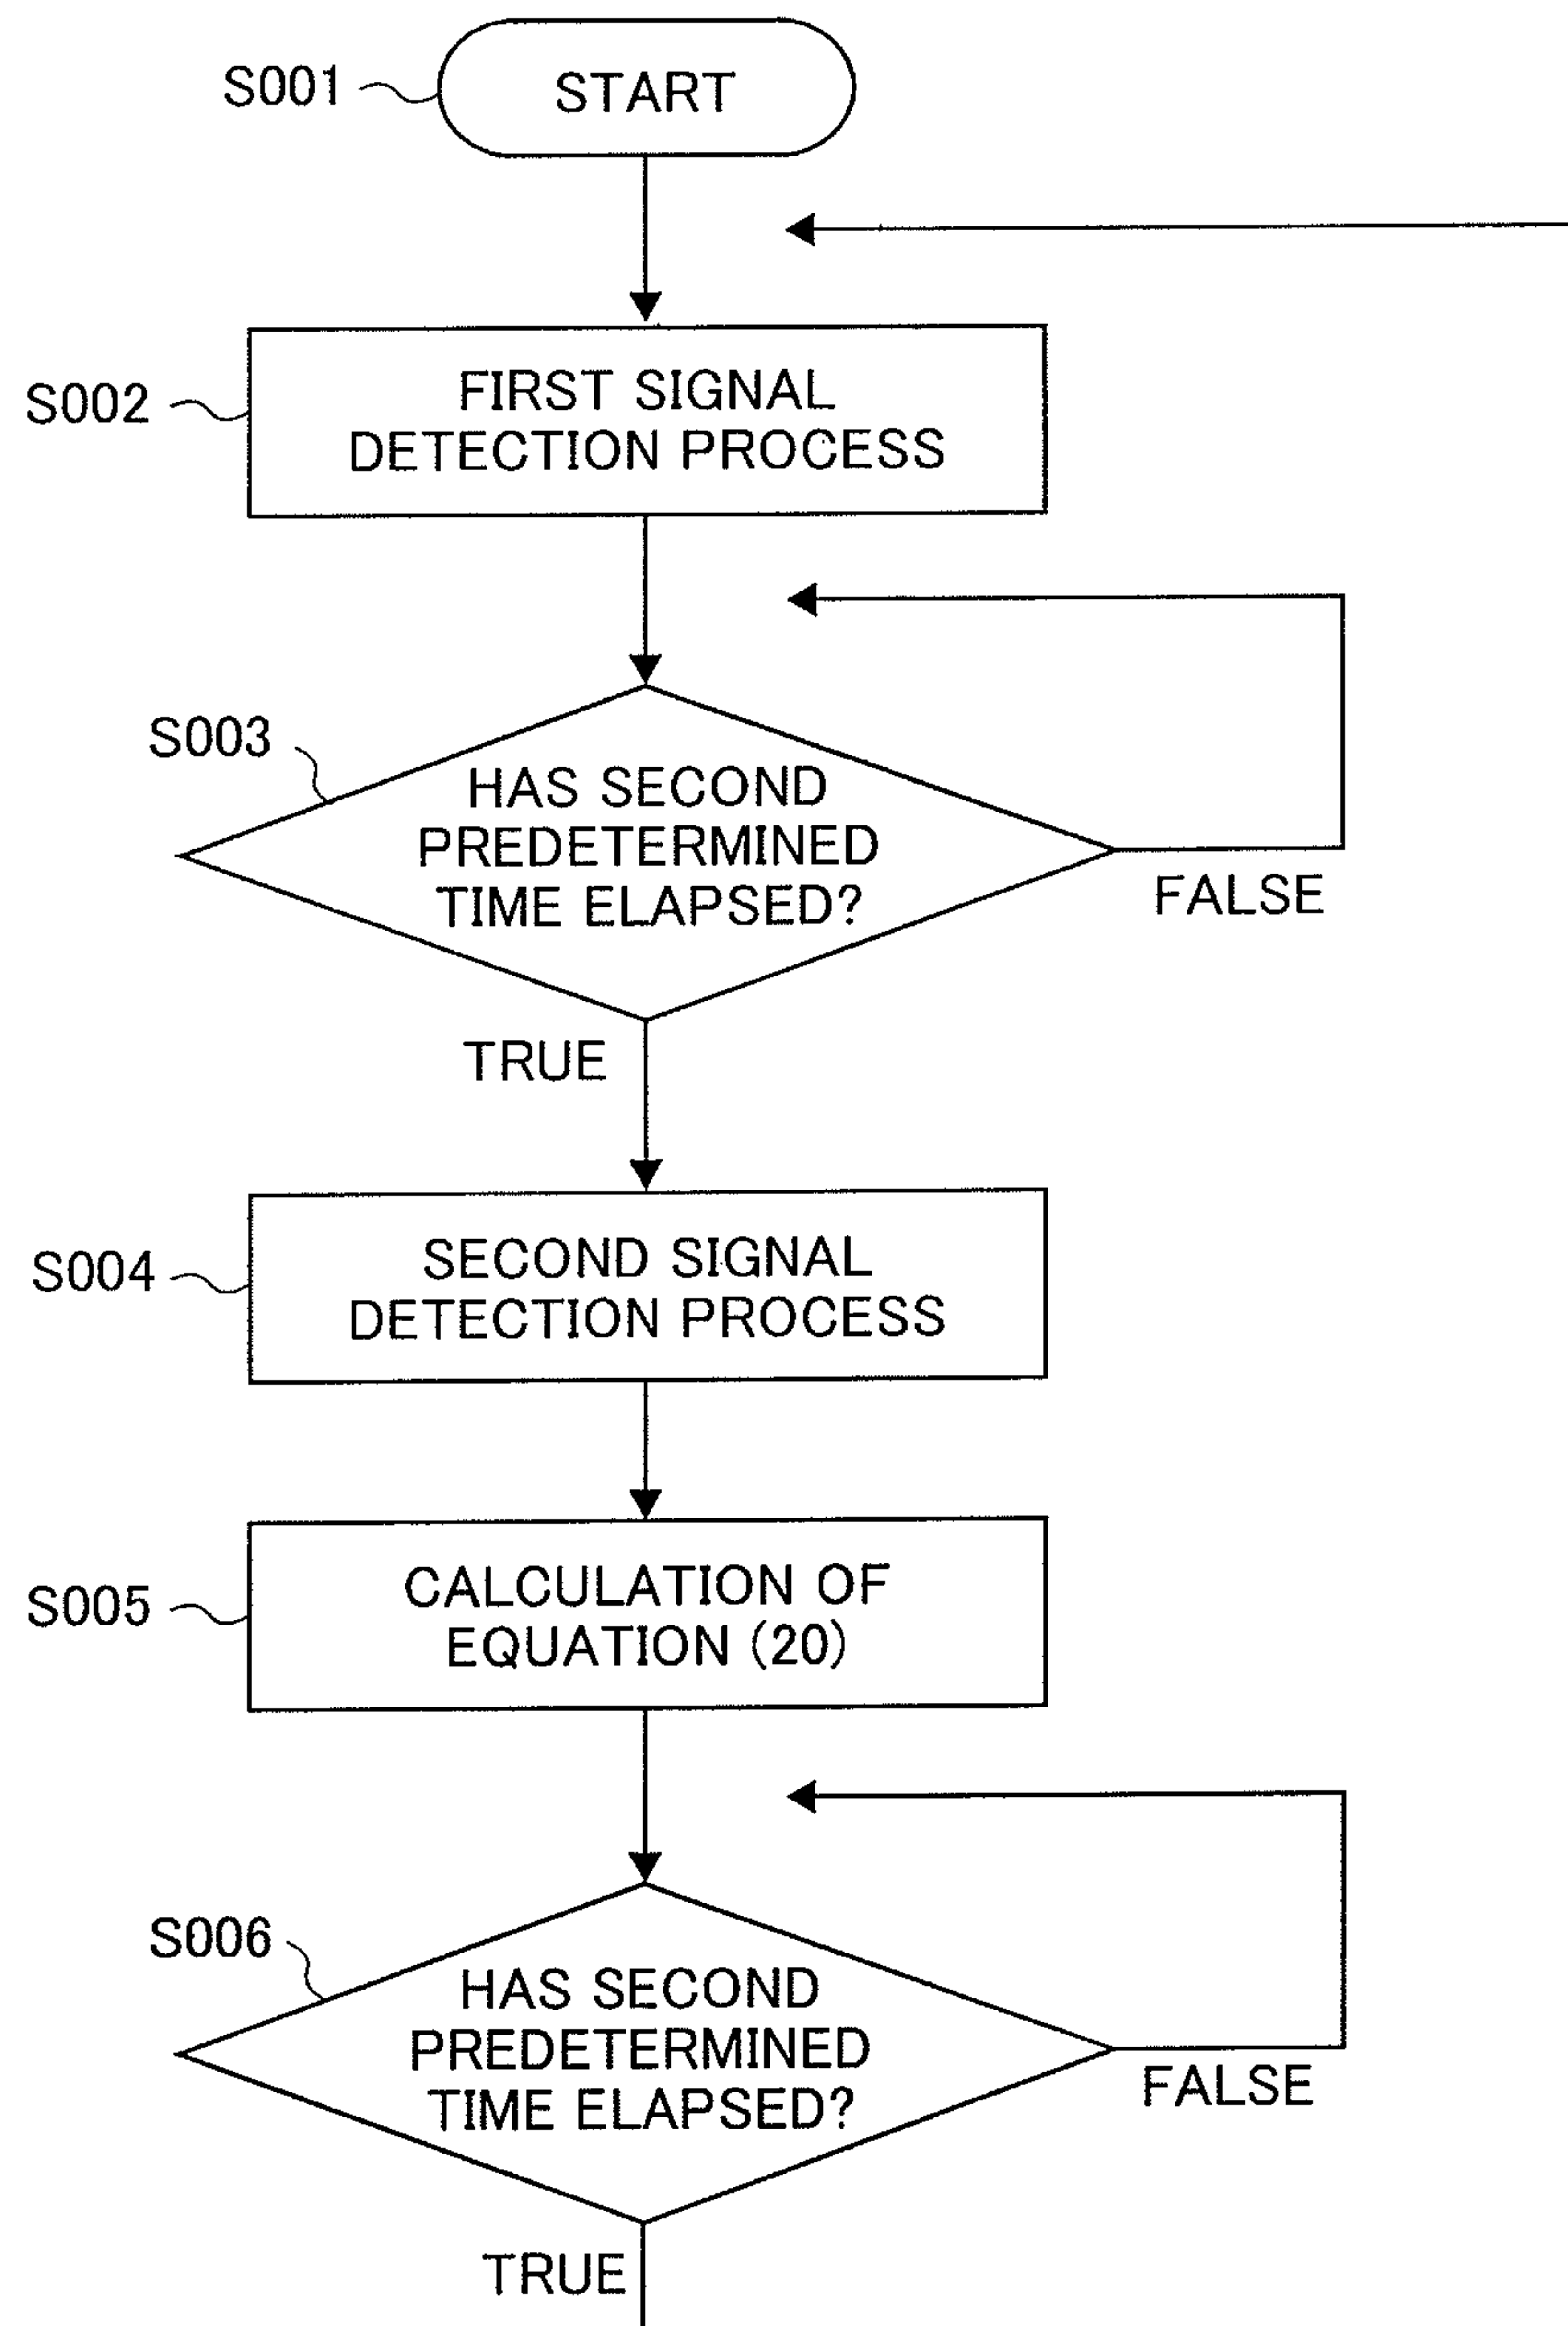 S001
START
S002
FIRST SIGNAL
DETECTION PROCESS
S003
HAS SECOND
PREDETERMINED
TIME ELAPSED?
FALSE
TRUE
S004
SECOND SIGNAL
DETECTION PROCESS
S005
CALCULATION OF
EQUATION (20)
S006
HAS SECOND
PREDETERMINED
TIME ELAPSED?
FALSE
TRUE